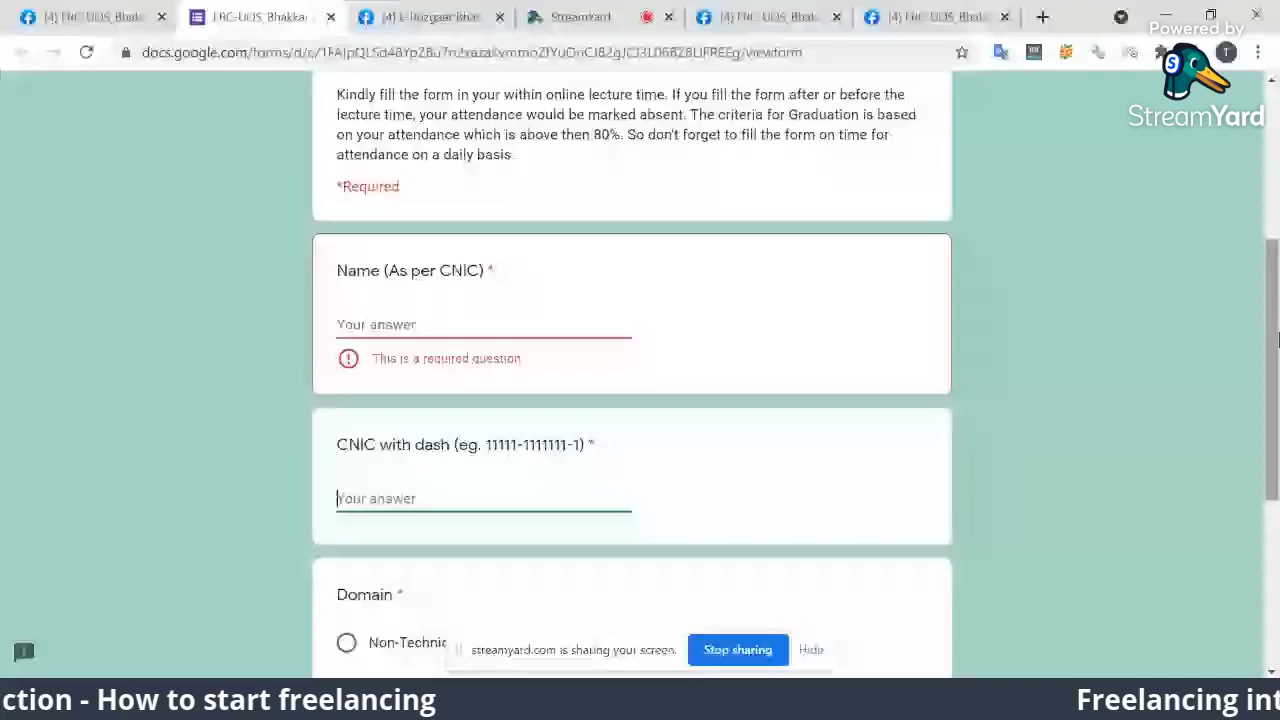 StreamYard
Powered by
StreamYard
Kindly fill the form in your within online lecture time. If you fill the form after or before the
lecture time, your attendance would be marked absent. The criteria for Graduation is based
on your attendance which is above then 80%. So don't forget to fill the form on time for
attendance on a daily basis.
*Required
Name (As per CNIC) *
Your answer
This is a required question
CNIC with dash (eg. 11111-1111111-1) *
Your answer
Domain *
streamyard.com is sharing your screen.
Stop sharing
Hide
ction - How to start freelancing
Freelancing int